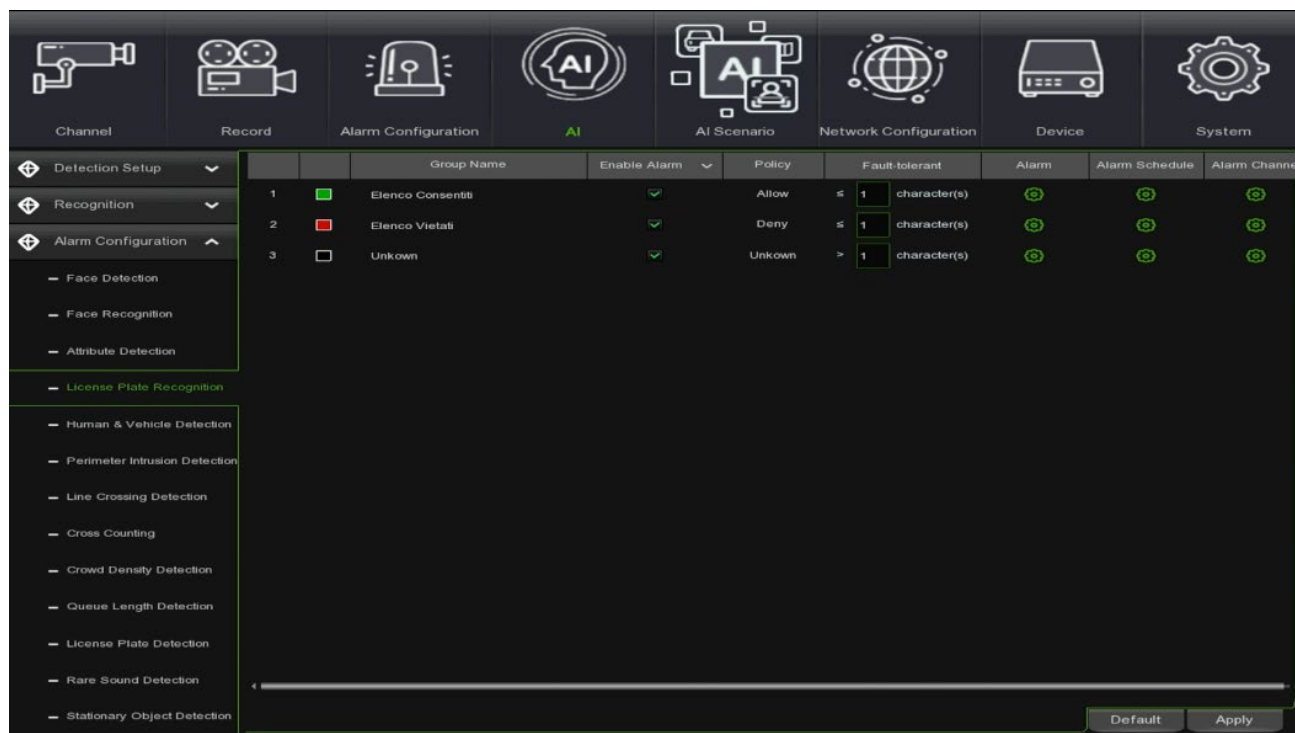 AI
AI
Channel Record Alarm Configuration AI AI Scenario Network Configuration Device System
Detection Setup
Recognition
Alarm Configuration
Face Detection
Face Recognition
Attribute Detection
License Plate Recognition
Human & Vehicle Detection
Perimeter Intrusion Detection
Line Crossing Detection
Cross Counting
Crowd Density Detection
Queue Length Detection
License Plate Detection
Rare Sound Detection
Stationary Object Detection
Group Name Enable Alarm Policy Fault-tolerant Alarm Alarm Schedule Alarm Channe
1 Elenco Consentiti Allow ≤ 1 character(s)
2 Elenco Vietati Deny ≤ 1 character(s)
3 Unkown Unkown > 1 character(s)
Default Apply